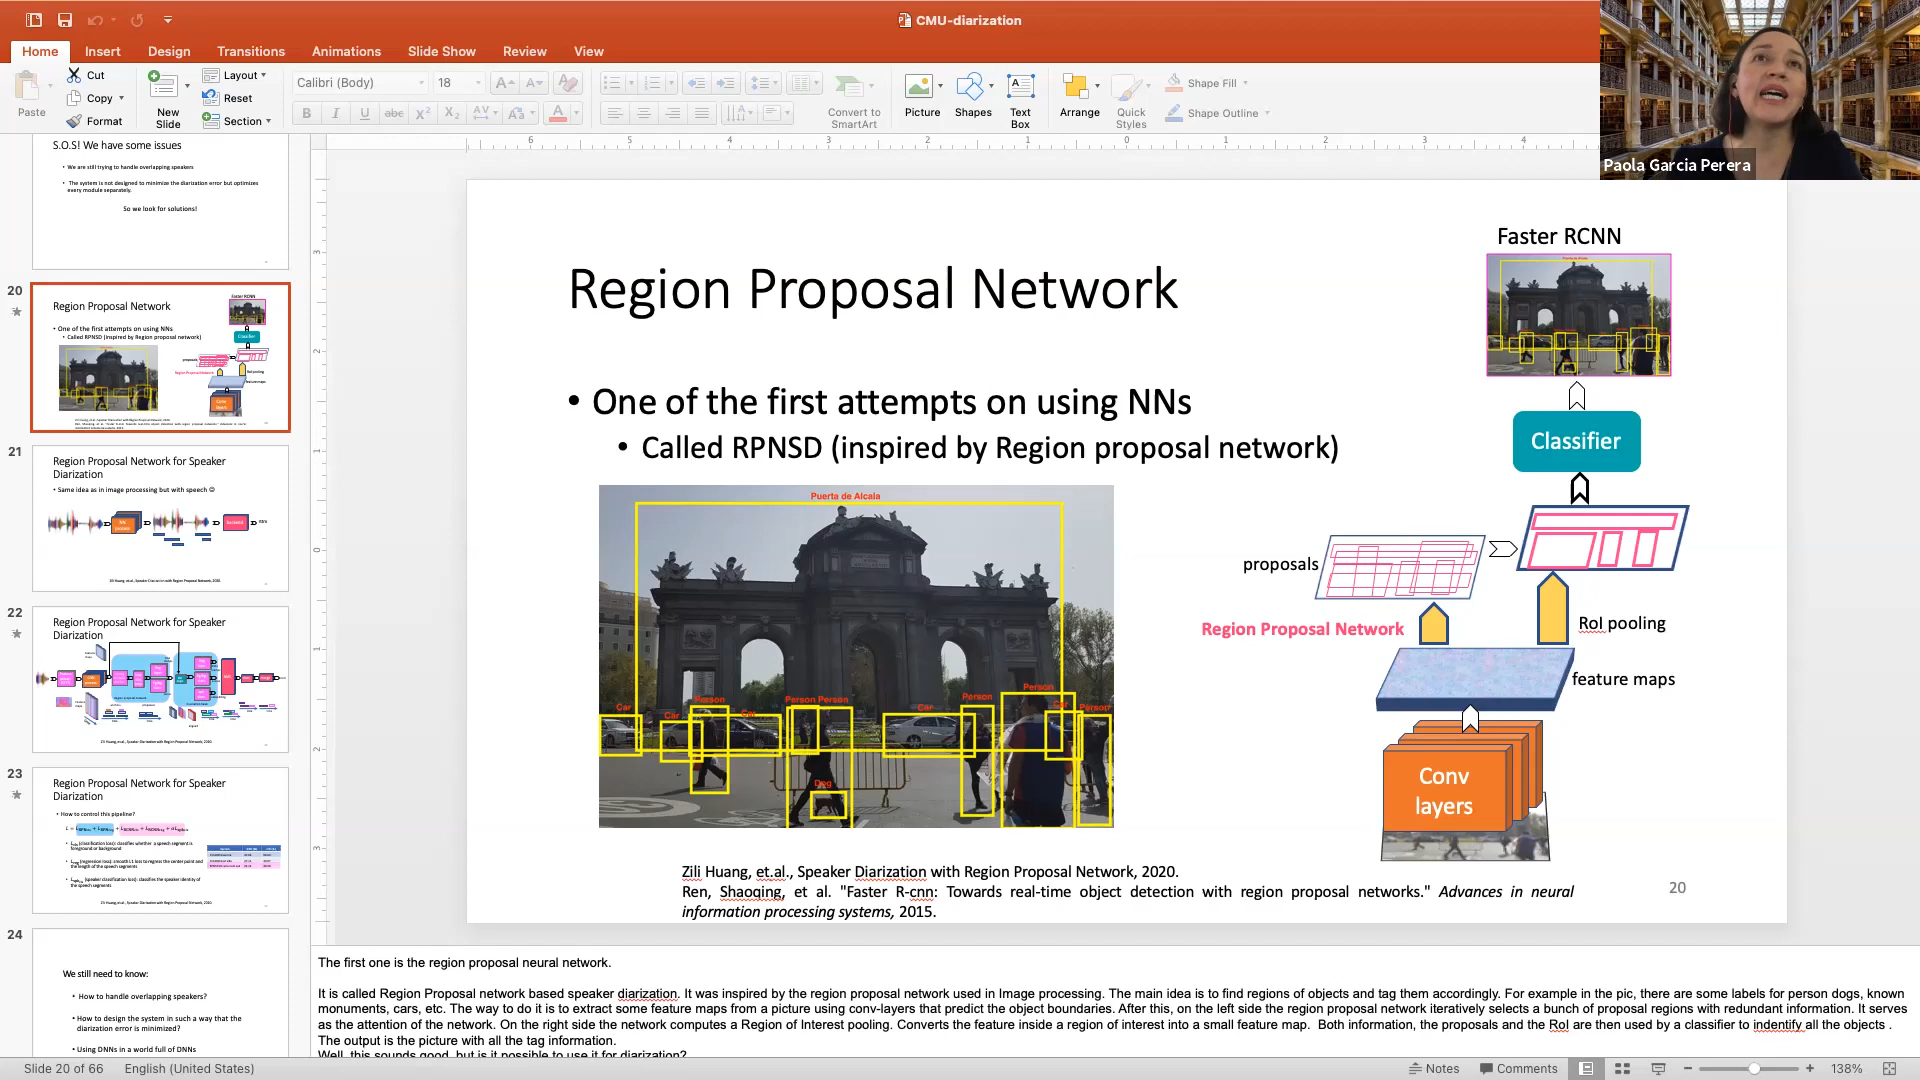 CMU-diarization
Home Insert Design Transitions Animations Slide Show Review View
Paste
Cut
Copy
Format
New Slide
Layout
Reset
Section
Calibri (Body) 18
Convert to SmartArt
Picture
Shapes
Text Box
Arrange
Quick Styles
Shape Fill
Shape Outline
Paola Garcia Perera
S.O.S! We have some issues
• We are still trying to handle overlapping speakers
• The system is not designed to minimize the diarization error but optimizes
every module separately.
So we look for solutions!
20
Region Proposal Network
• One of the first attempts on using NNs
• Called RPNSD (inspired by Region proposal network)
21
Region Proposal Network for Speaker
Diarization
• Same idea as in image processing but with speech ☺
22
Region Proposal Network for Speaker
Diarization
23
Region Proposal Network for Speaker
Diarization
• How to control this pipeline?
24
We still need to know:
• How to handle overlapping speakers?
• How to design the system in such a way that the
diarization error is minimized?
• Using DNNs in a world full of DNNs
Region Proposal Network
• One of the first attempts on using NNs
• Called RPNSD (inspired by Region proposal network)
Puerta de Alcala
Car Car Person Car Person Person Car Person Person Car Person
Dog
Faster RCNN
Classifier
proposals
Region Proposal Network
RoI pooling
feature maps
Conv
layers
Zili Huang, et.al., Speaker Diarization with Region Proposal Network, 2020.
Ren, Shaoqing, et al. "Faster R-cnn: Towards real-time object detection with region proposal networks." Advances in neural
information processing systems, 2015.
20
The first one is the region proposal neural network.
It is called Region Proposal network based speaker diarization. It was inspired by the region proposal network used in Image processing. The main idea is to find regions of objects and tag them accordingly. For example in the pic, there are some labels for person dogs, known
monuments, cars, etc. The way to do it is to extract some feature maps from a picture using conv-layers that predict the object boundaries. After this, on the left side the region proposal network iteratively selects a bunch of proposal regions with redundant information. It serves
as the attention of the network. On the right side the network computes a Region of Interest pooling. Converts the feature inside a region of interest into a small feature map. Both information, the proposals and the RoI are then used by a classifier to indentify all the objects .
The output is the picture with all the tag information.
Well, this sounds good, but is it possible to use it for diarization?
Slide 20 of 66 English (United States) Notes Comments 138%